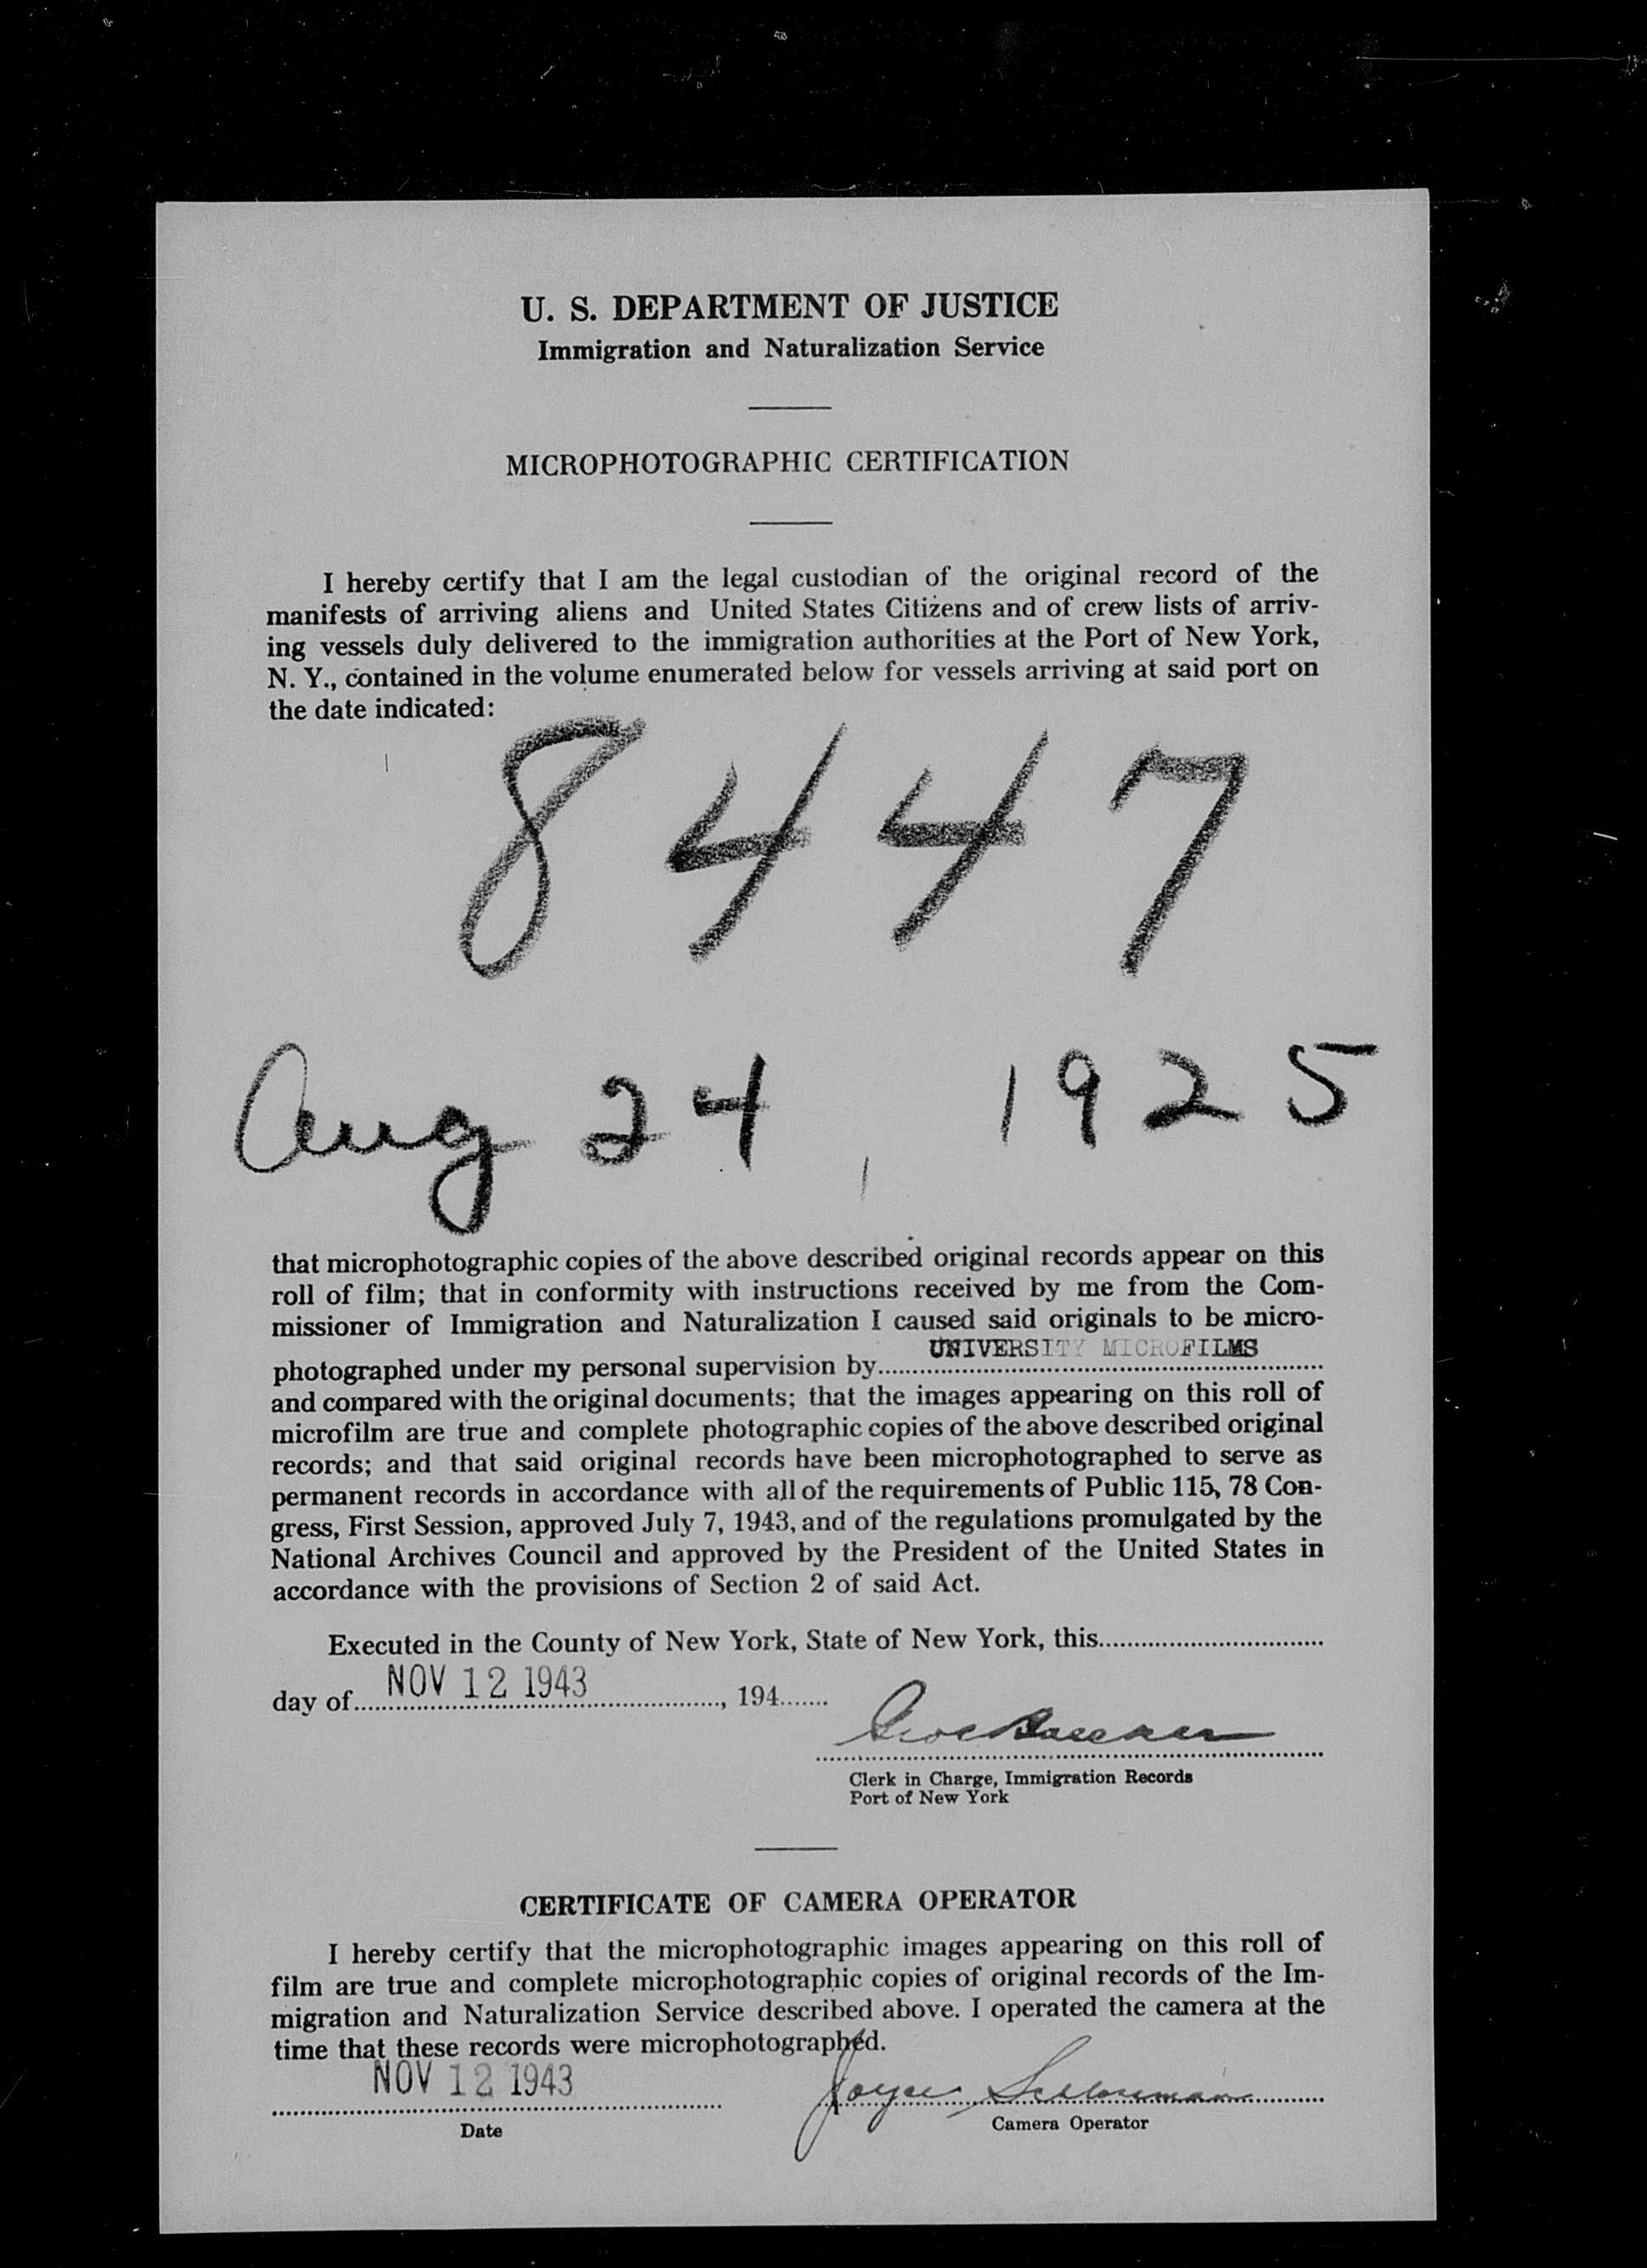 U. S. DEPARTMENT OF JUSTICE
Immigration and Naturalization Service
MICROPHOTOGRAPHIC CERTIFICATION
I hereby certify that I am the legal custodian of the original record of the
manifests of arriving aliens and United States Citizens and of crew lists of arriv-
ing vessels duly delivered to the immigration authorities at the Port of New York,
N. Y., contained in the volume enumerated below for vessels arriving at said port on
the date indicated:
8447
Aug 24, 1925
that microphotographic copies of the above described original records appear on this
roll of film; that in conformity with instructions received by me from the Com-
missioner of Immigration and Naturalization I caused said originals to be micro-
photographed under my personal supervision by UNIVERSITY MICROFILMS
and compared with the original documents; that the images appearing on this roll of
microfilm are true and complete photographic copies of the above described original
records; and that said original records have been microphotographed to serve as
permanent records in accordance with all of the requirements of Public 115, 78 Con-
gress, First Session, approved July 7, 1943, and of the regulations promulgated by the
National Archives Council and approved by the President of the United States in
accordance with the provisions of Section 2 of said Act.
Executed in the County of New York, State of New York, this
day of NOV 12 1943, 194
Clerk in Charge, Immigration Records
Port of New York
CERTIFICATE OF CAMERA OPERATOR
I hereby certify that the microphotographic images appearing on this roll of
film are true and complete microphotographic copies of original records of the Im-
migration and Naturalization Service described above. I operated the camera at the
time that these records were microphotographed.
NOV 12 1943
Joyce
Date
Camera Operator